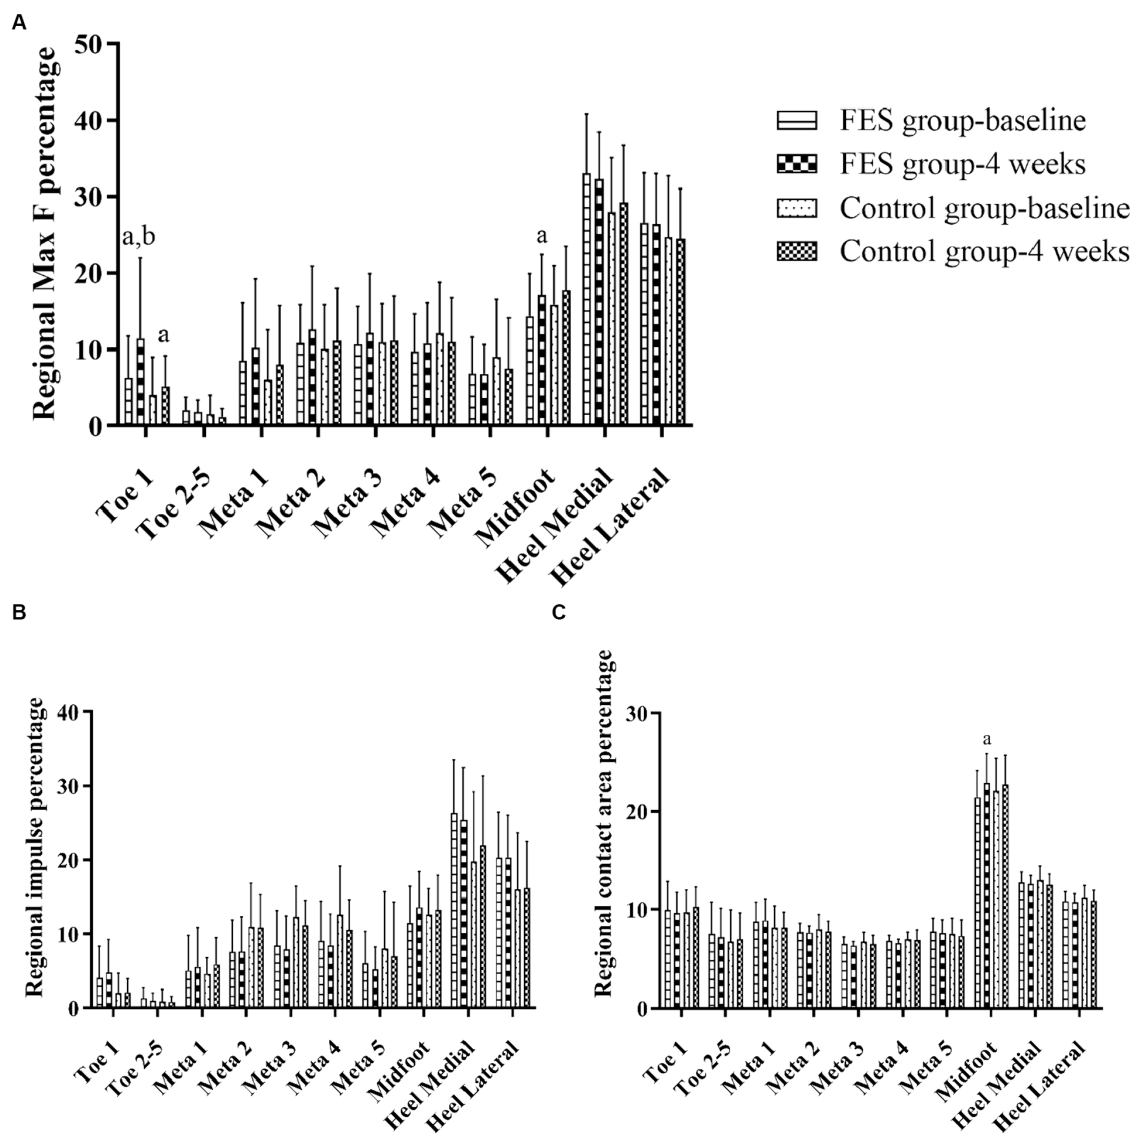 A
Regional Max F percentage
50
40
30
20
10
0
a,b
a
a
Toe 1
Toe 2-5
Meta 1
Meta 2
Meta 3
Meta 4
Meta 5
Midfoot
Heel Medial
Heel Lateral
FES group-baseline
FES group-4 weeks
Control group-baseline
Control group-4 weeks
B
Regional impulse percentage
40
30
20
10
0
Toe 1
Toe 2-5
Meta 1
Meta 2
Meta 3
Meta 4
Meta 5
Midfoot
Heel Medial
Heel Lateral
C
Regional contact area percentage
30
20
10
0
a
Toe 1
Toe 2-5
Meta 1
Meta 2
Meta 3
Meta 4
Meta 5
Midfoot
Heel Medial
Heel Lateral